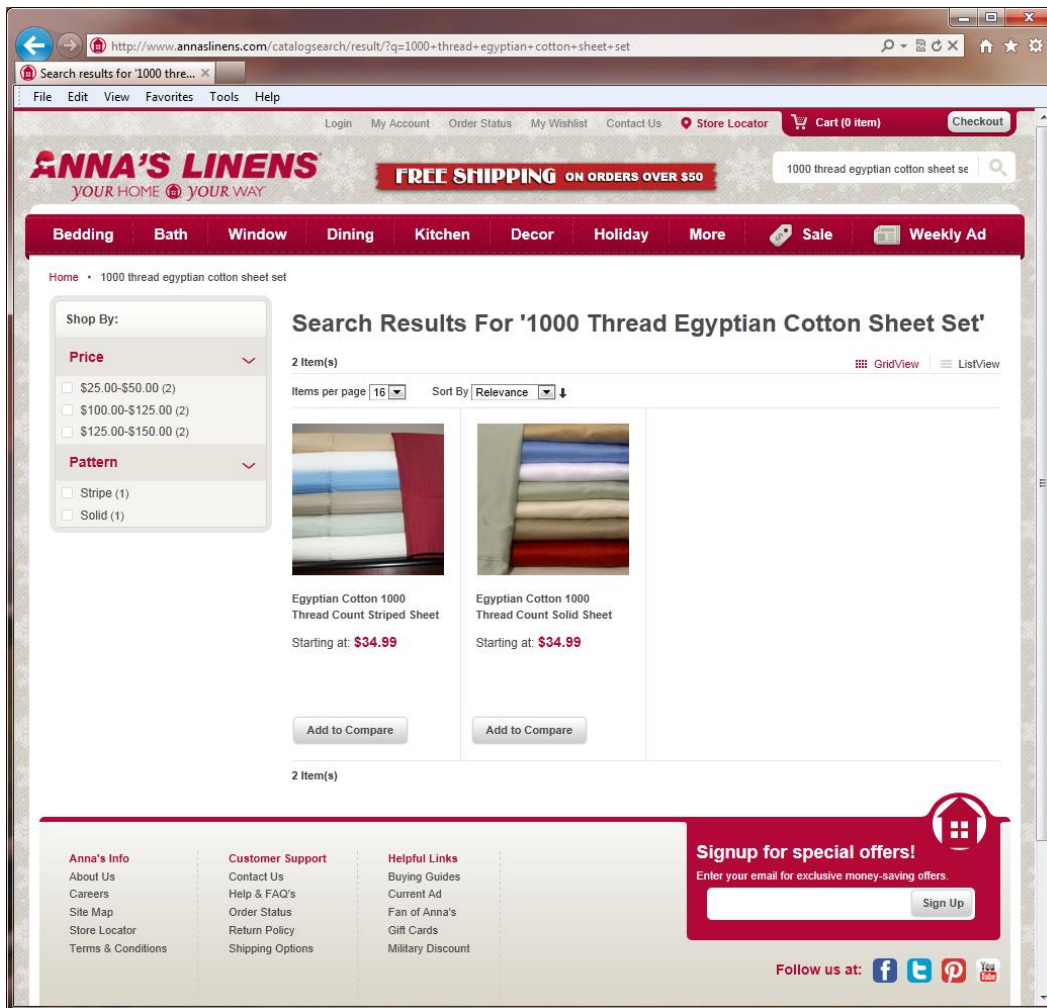 http://www.annaslinens.com/catalogsearch/result/?q=1000+thread+egyptian+cotton+sheet+set
Search results for '1000 thre...
File Edit View Favorites Tools Help
Login My Account Order Status My Wishlist Contact Us Store Locator Cart (0 item) Checkout
ANNA'S LINENS
YOUR HOME YOUR WAY
FREE SHIPPING ON ORDERS OVER $50
1000 thread egyptian cotton sheet se
Bedding Bath Window Dining Kitchen Decor Holiday More Sale Weekly Ad
Home • 1000 thread egyptian cotton sheet set
Shop By:
Price
$25.00-$50.00 (2)
$100.00-$125.00 (2)
$125.00-$150.00 (2)
Pattern
Stripe (1)
Solid (1)
Search Results For '1000 Thread Egyptian Cotton Sheet Set'
2 Item(s)
GridView ListView
Items per page 16 Sort By Relevance
Egyptian Cotton 1000
Thread Count Striped Sheet
Starting at: $34.99
Add to Compare
Egyptian Cotton 1000
Thread Count Solid Sheet
Starting at: $34.99
Add to Compare
2 Item(s)
Anna's Info
About Us
Careers
Site Map
Store Locator
Terms & Conditions
Customer Support
Contact Us
Help & FAQ's
Order Status
Return Policy
Shipping Options
Helpful Links
Buying Guides
Current Ad
Fan of Anna's
Gift Cards
Military Discount
Signup for special offers!
Enter your email for exclusive money-saving offers.
Sign Up
Follow us at:
You
Tube